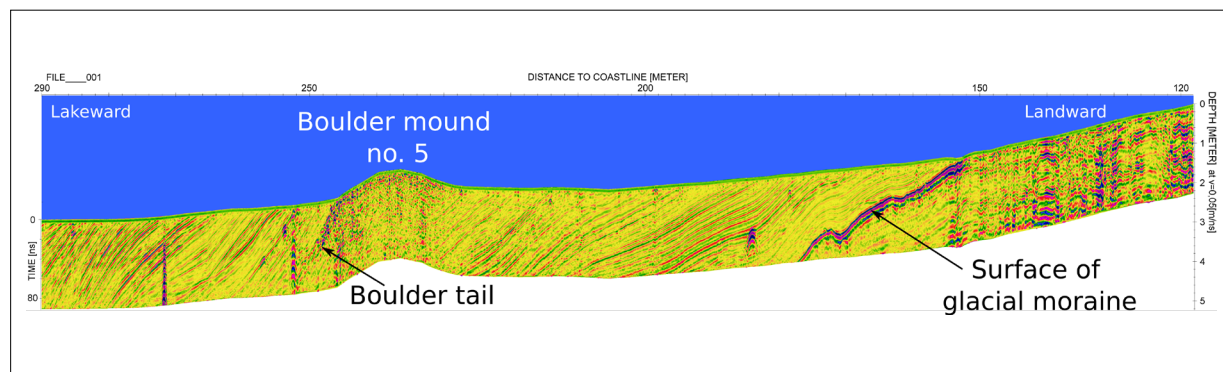 FILE____001
DISTANCE TO COASTLINE [METER]
290
250
200
150
120
Lakeward
Boulder mound
no. 5
Landward
0
1
2
3
4
5
DEPTH [METER] at v=0.05[m/ns]
0
80
TIME [ns]
Boulder tail
Surface of
glacial moraine